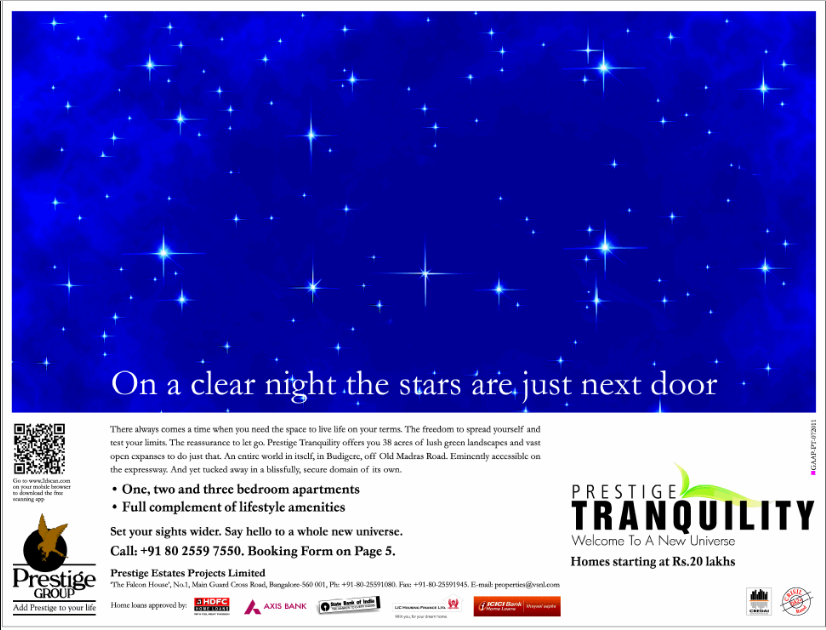 On a clear night the stars are just next door
There always comes a time when you need the space to live life on your terms. The freedom to spread yourself and
test your limits. The reassurance to let go. Prestige Tranquility offers you 38 acres of lush green landscapes and vast
open expanses to do just that. An entire world in itself, in Budigere, off Old Madras Road. Eminently accessible on
the expressway. And yet tucked away in a blissfully, secure domain of its own.
• One, two and three bedroom apartments
• Full complement of lifestyle amenities
Set your sights wider. Say hello to a whole new universe.
Call: +91 80 2559 7550. Booking Form on Page 5.
Prestige Estates Projects Limited
'The Falcon House', No.1, Main Guard Cross Road, Bangalore-560 001, Ph: +91-80-25591080. Fax: +91-80-25591945. E-mail: properties@vsnl.com
Home loans approved by:
HDFC
HOME LOANS
AXIS BANK
State Bank of India
LIC HOUSING FINANCE LTD.
With you, for your dream home.
ICICI Bank
Home Loans
Go to www.2dscan.com
on your mobile browser
to download the free
scanning app
Prestige
GROUP
Add Prestige to your life
PRESTIGE
TRANQUILITY
Welcome To A New Universe
Homes starting at Rs.20 lakhs
CREDAI
CRISIL
GAAP-PT-072011